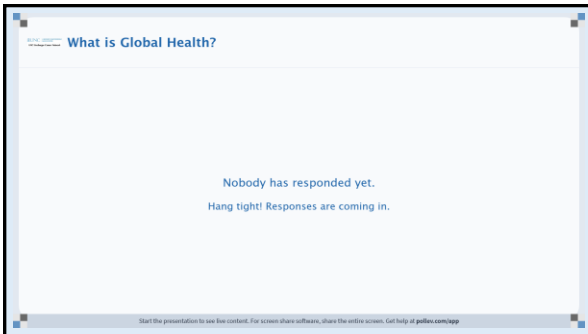 What is Global Health?
Nobody has responded yet.
Hang tight! Responses are coming in.
Start the presentation to see live content. For screen share software, share the entire screen. Get help at pollev.com/app